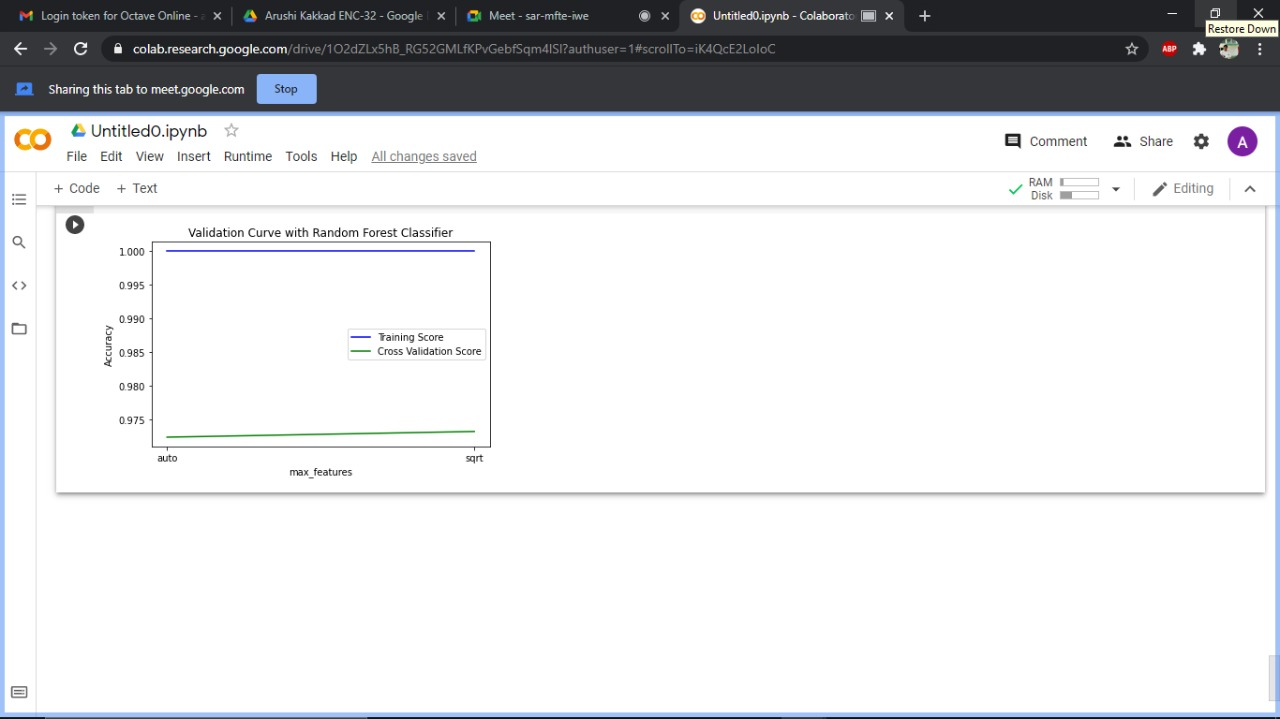 Login token for Octave Online - a
Arushi Kakkad ENC-32 - Google
Meet - sar-mfte-iwe
Untitled0.ipynb - Colaborato
Restore Down
colab.research.google.com/drive/1O2dZLx5hB_RG52GMLfKPvGebfSqm4ISI?authuser=1#scrollTo=iK4QcE2LoIoC
ABP
Sharing this tab to meet.google.com
Stop
CO
Untitled0.ipynb
File Edit View Insert Runtime Tools Help All changes saved
Comment
Share
A
+ Code + Text
RAM
Disk
Editing
Validation Curve with Random Forest Classifier
1.000
0.995
0.990
0.985
0.980
0.975
Accuracy
Training Score
Cross Validation Score
auto sqrt
max_features